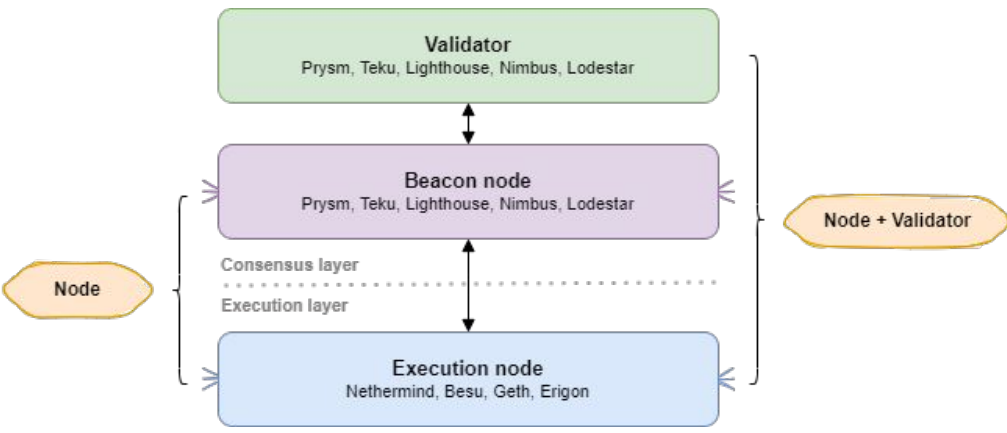 Validator
Prysm, Teku, Lighthouse, Nimbus, Lodestar
Beacon node
Prysm, Teku, Lighthouse, Nimbus, Lodestar
Node + Validator
Consensus layer
Node
Execution layer
Execution node
Nethermind, Besu, Geth, Erigon